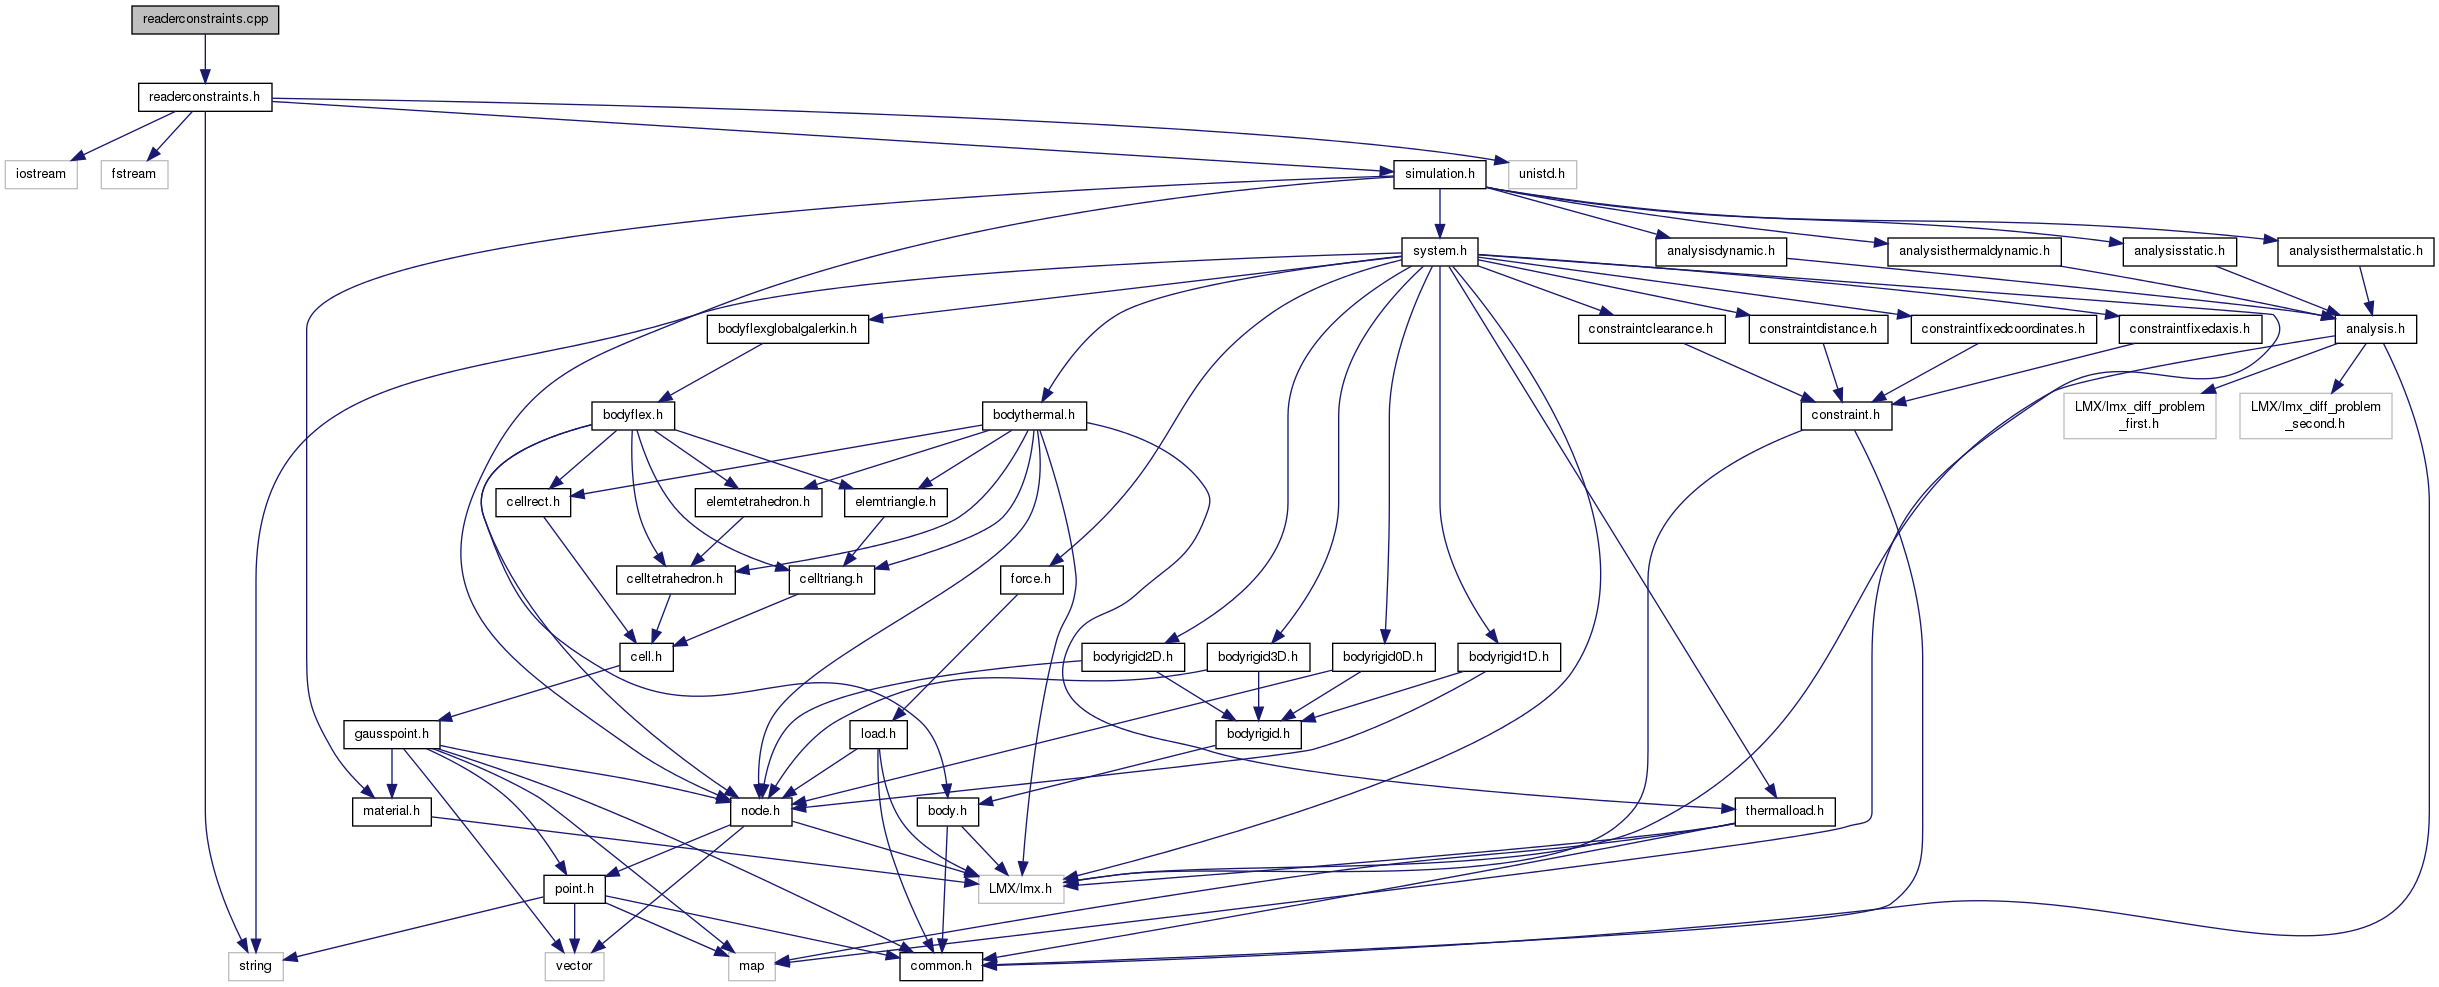 readerconstraints.cpp
readerconstraints.h
iostream
fstream
simulation.h
unistd.h
system.h
analysisdynamic.h
analysisthermaldynamic.h
analysisstatic.h
analysisthermalstatic.h
bodyflexglobalgalerkin.h
constraintclearance.h
constraintdistance.h
constraintfixedcoordinates.h
constraintfixedaxis.h
analysis.h
bodyflex.h
bodythermal.h
constraint.h
LMX/lmx_diff_problem
_first.h
LMX/lmx_diff_problem
_second.h
cellrect.h
elemtetrahedron.h
elemtriangle.h
celltetrahedron.h
celltriang.h
force.h
cell.h
bodyrigid2D.h
bodyrigid3D.h
bodyrigid0D.h
bodyrigid1D.h
gausspoint.h
load.h
bodyrigid.h
material.h
node.h
body.h
thermalload.h
point.h
LMX/lmx.h
string
vector
map
common.h